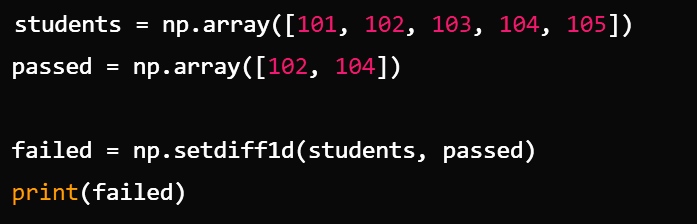 students = np.array([101, 102, 103, 104, 105])
passed = np.array([102, 104])
failed = np.setdiff1d(students, passed)
print(failed)